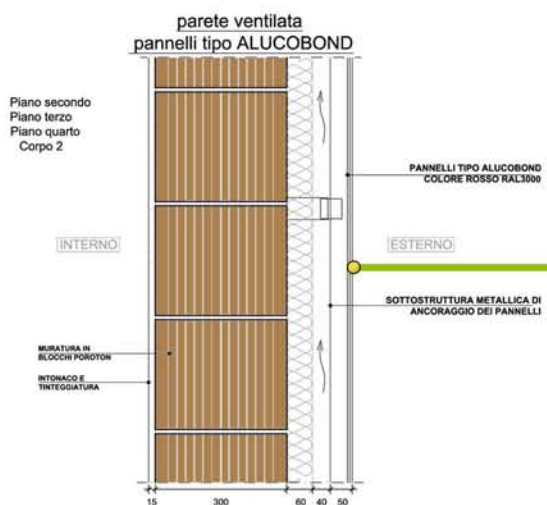 parete ventilata
pannelli tipo ALUCOBOND
Piano secondo
Piano terzo
Piano quarto
Corpo 2
PANNELLI TIPO ALUCOBOND
COLORE ROSSO RAL3000
INTERNO
ESTERNO
SOTTOSTRUTTURA METALLICA DI
ANCORAGGIO DEI PANNELLI
MURATURA IN
BLOCCHI POROTON
INTONACO E
TINTEGGIATURA
15 300 60 40 50